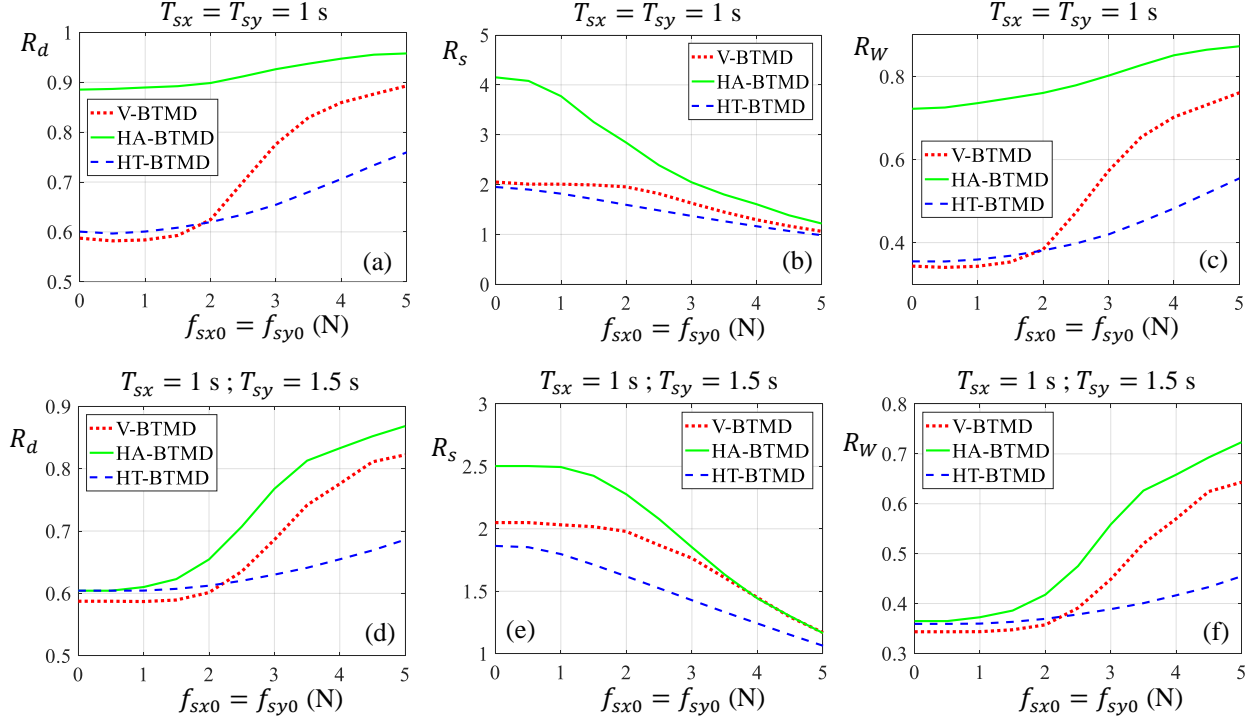 T_sx = T_sy = 1 s
R_d
1
0.9
0.8
0.7
0.6
0.5
V-BTMD
HA-BTMD
HT-BTMD
(a)
0 1 2 3 4 5
f_sx0 = f_sy0 (N)
T_sx = T_sy = 1 s
R_s
5
4
3
2
1
0
V-BTMD
HA-BTMD
HT-BTMD
(b)
0 1 2 3 4 5
f_sx0 = f_sy0 (N)
T_sx = T_sy = 1 s
R_W
0.8
0.6
0.4
V-BTMD
HA-BTMD
HT-BTMD
(c)
0 1 2 3 4 5
f_sx0 = f_sy0 (N)
T_sx = 1 s ; T_sy = 1.5 s
R_d
0.9
0.8
0.7
0.6
0.5
V-BTMD
HA-BTMD
HT-BTMD
(d)
0 1 2 3 4 5
f_sx0 = f_sy0 (N)
T_sx = 1 s ; T_sy = 1.5 s
R_s
3
2.5
2
1.5
1
V-BTMD
HA-BTMD
HT-BTMD
(e)
0 1 2 3 4 5
f_sx0 = f_sy0 (N)
T_sx = 1 s ; T_sy = 1.5 s
R_W
0.8
0.7
0.6
0.5
0.4
0.3
V-BTMD
HA-BTMD
HT-BTMD
(f)
0 1 2 3 4 5
f_sx0 = f_sy0 (N)